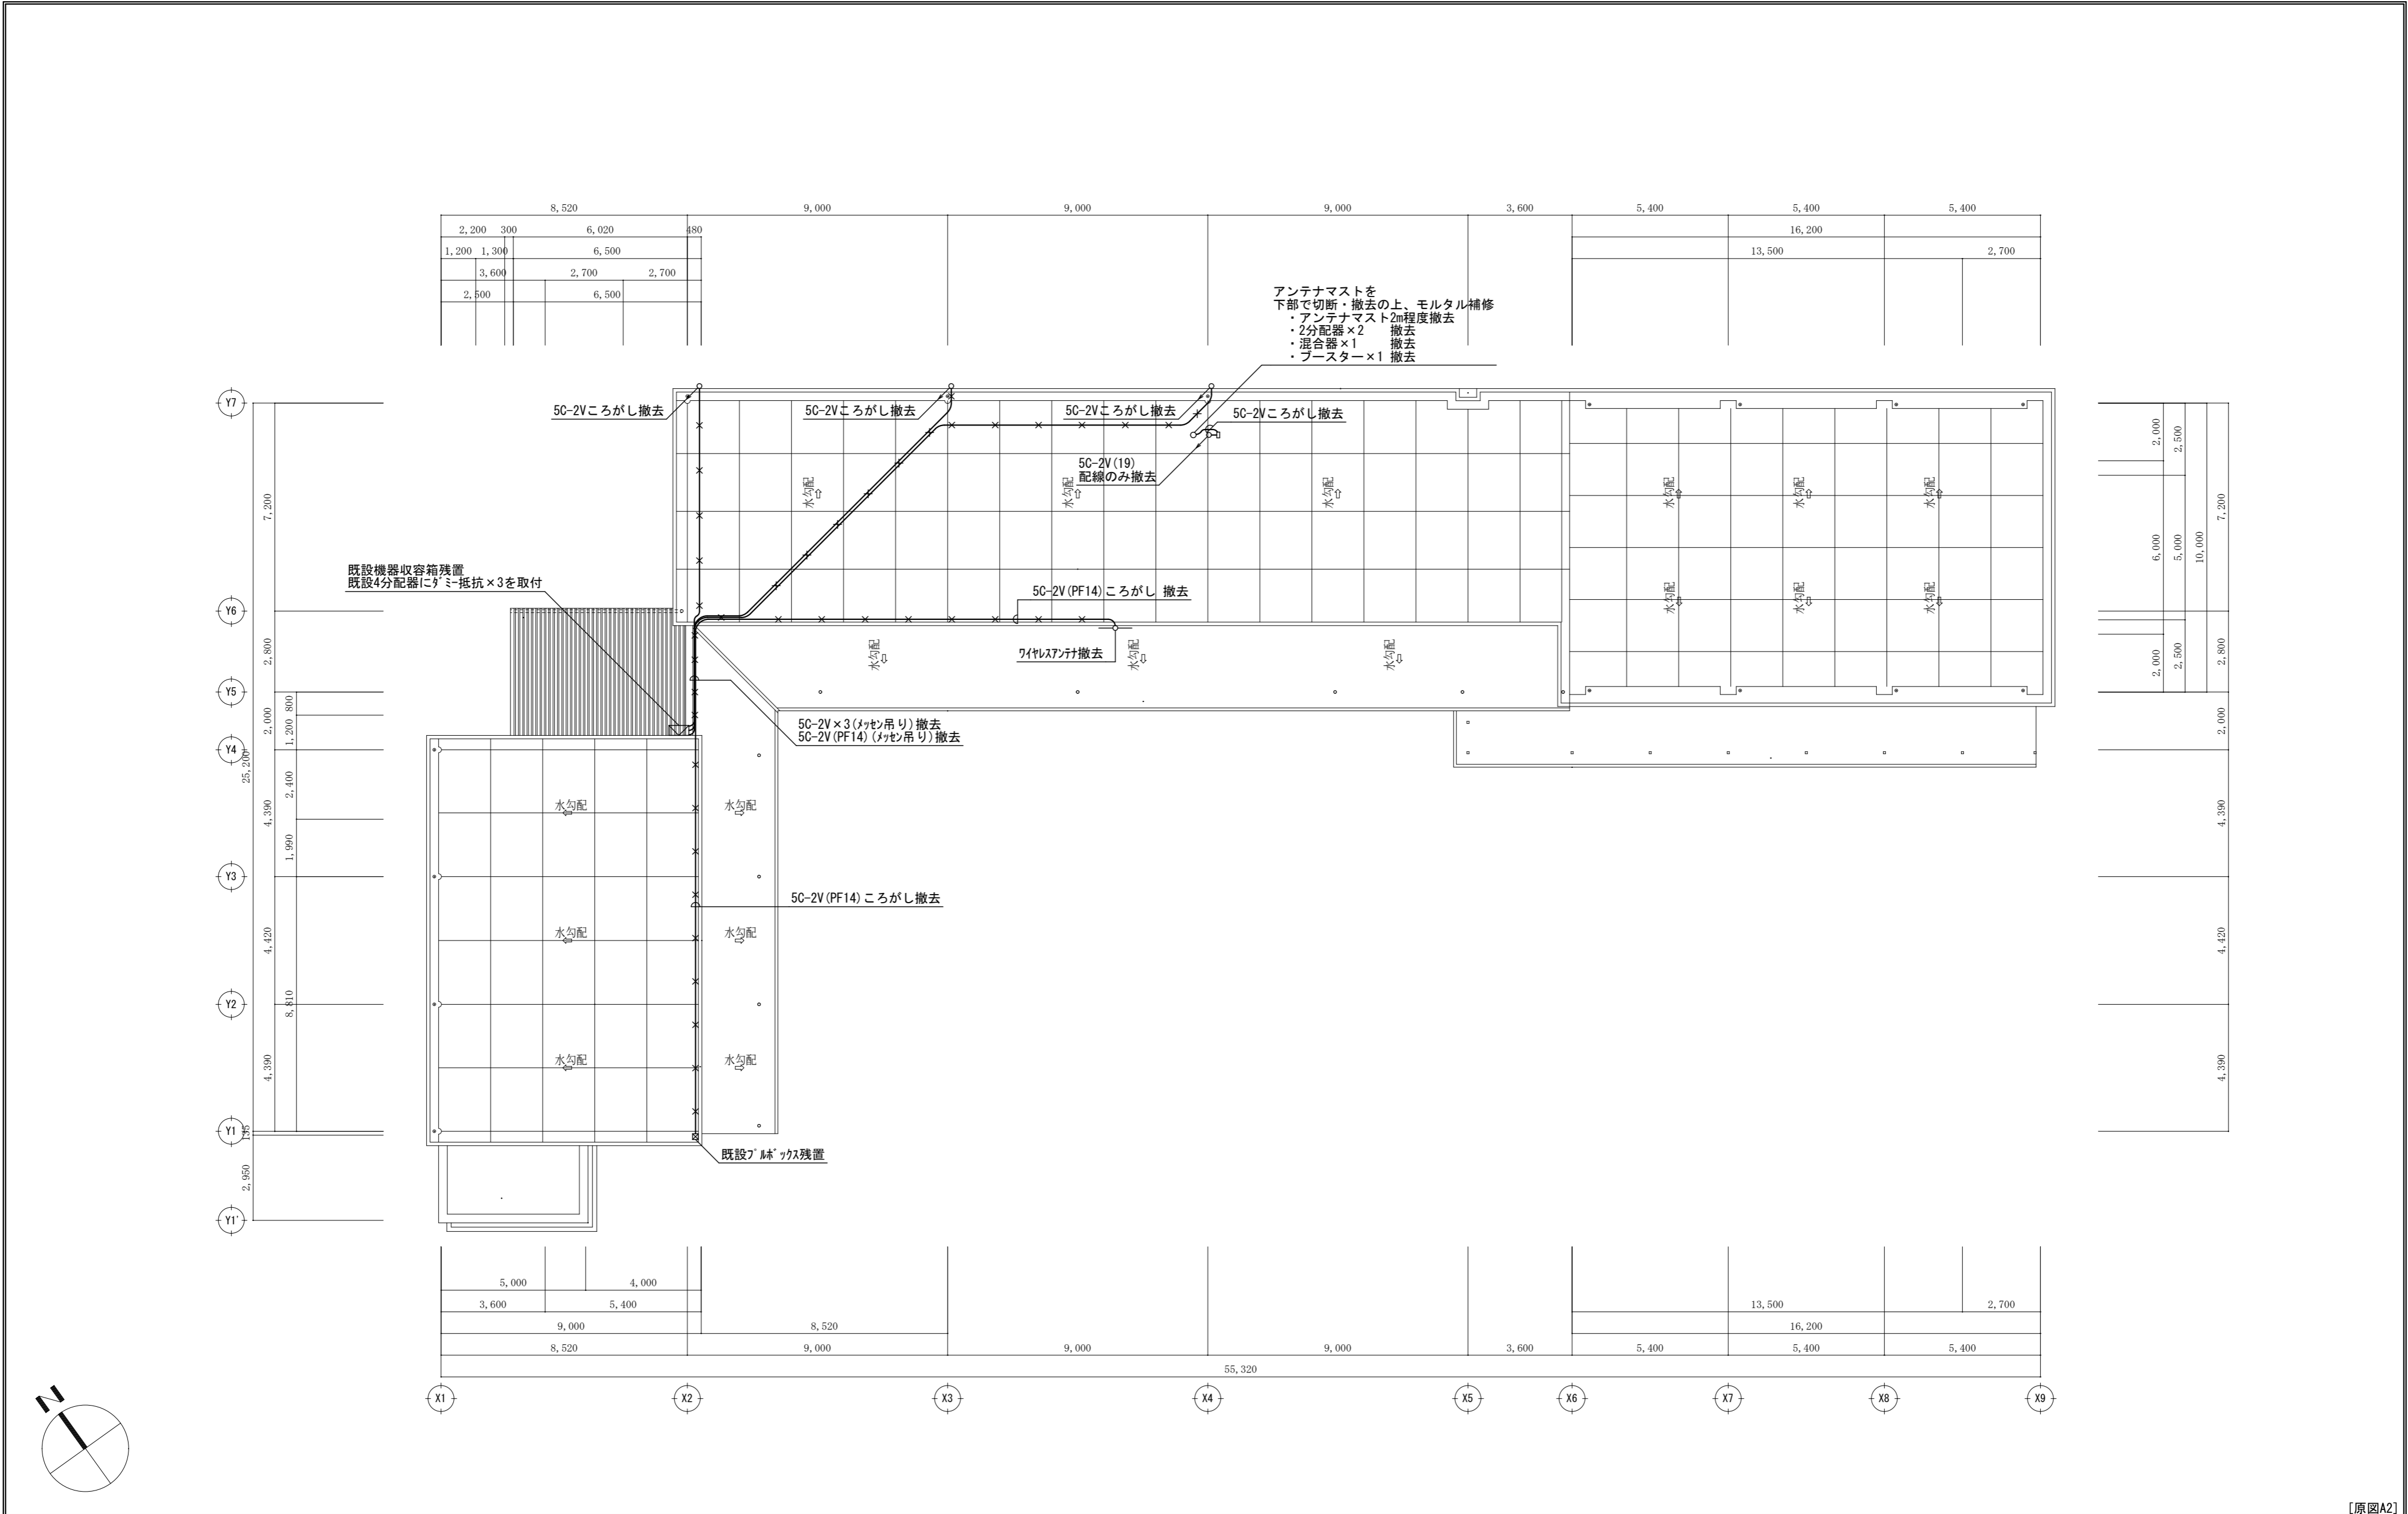 8,520
9,000
9,000
9,000
3,600
5,400
5,400
5,400
2,200
300
6,020
480
16,200
1,200
1,300
6,500
13,500
2,700
3,600
2,700
2,700
2,500
6,500
アンテナマストを
下部で切断・撤去の上、モルタル補修
・アンテナマスト2m程度撤去
・2分配器×2 撤去
・混合器×1 撤去
・ブースター×1 撤去
5C-2Vころがし撤去
5C-2Vころがし撤去
5C-2Vころがし撤去
5C-2Vころがし撤去
5C-2V(19)
配線のみ撤去
水勾配
水勾配
水勾配
水勾配
水勾配
水勾配
既設機器収容箱残置
既設4分配器にダミー抵抗×3を取付
5C-2V(PF14)ころがし 撤去
水勾配
水勾配
水勾配
水勾配
水勾配
水勾配
ワイヤレスアンテナ撤去
5C-2V×3(メッセン吊り)撤去
5C-2V(PF14)(メッセン吊り)撤去
水勾配
水勾配
5C-2V(PF14)ころがし撤去
水勾配
水勾配
水勾配
水勾配
既設プルボックス残置
Y7
Y6
Y5
Y4
Y3
Y2
Y1
Y1'
7,200
2,800
2,000
800
1,200
25,200
4,390
2,400
1,990
4,420
8,810
4,390
135
2,950
2,000
2,500
7,200
6,000
5,000
10,000
2,000
2,500
2,800
2,000
4,390
4,420
4,390
5,000
4,000
3,600
5,400
13,500
2,700
9,000
8,520
16,200
8,520
9,000
9,000
9,000
3,600
5,400
5,400
5,400
55,320
X1
X2
X3
X4
X5
X6
X7
X8
X9
N
[原図A2]